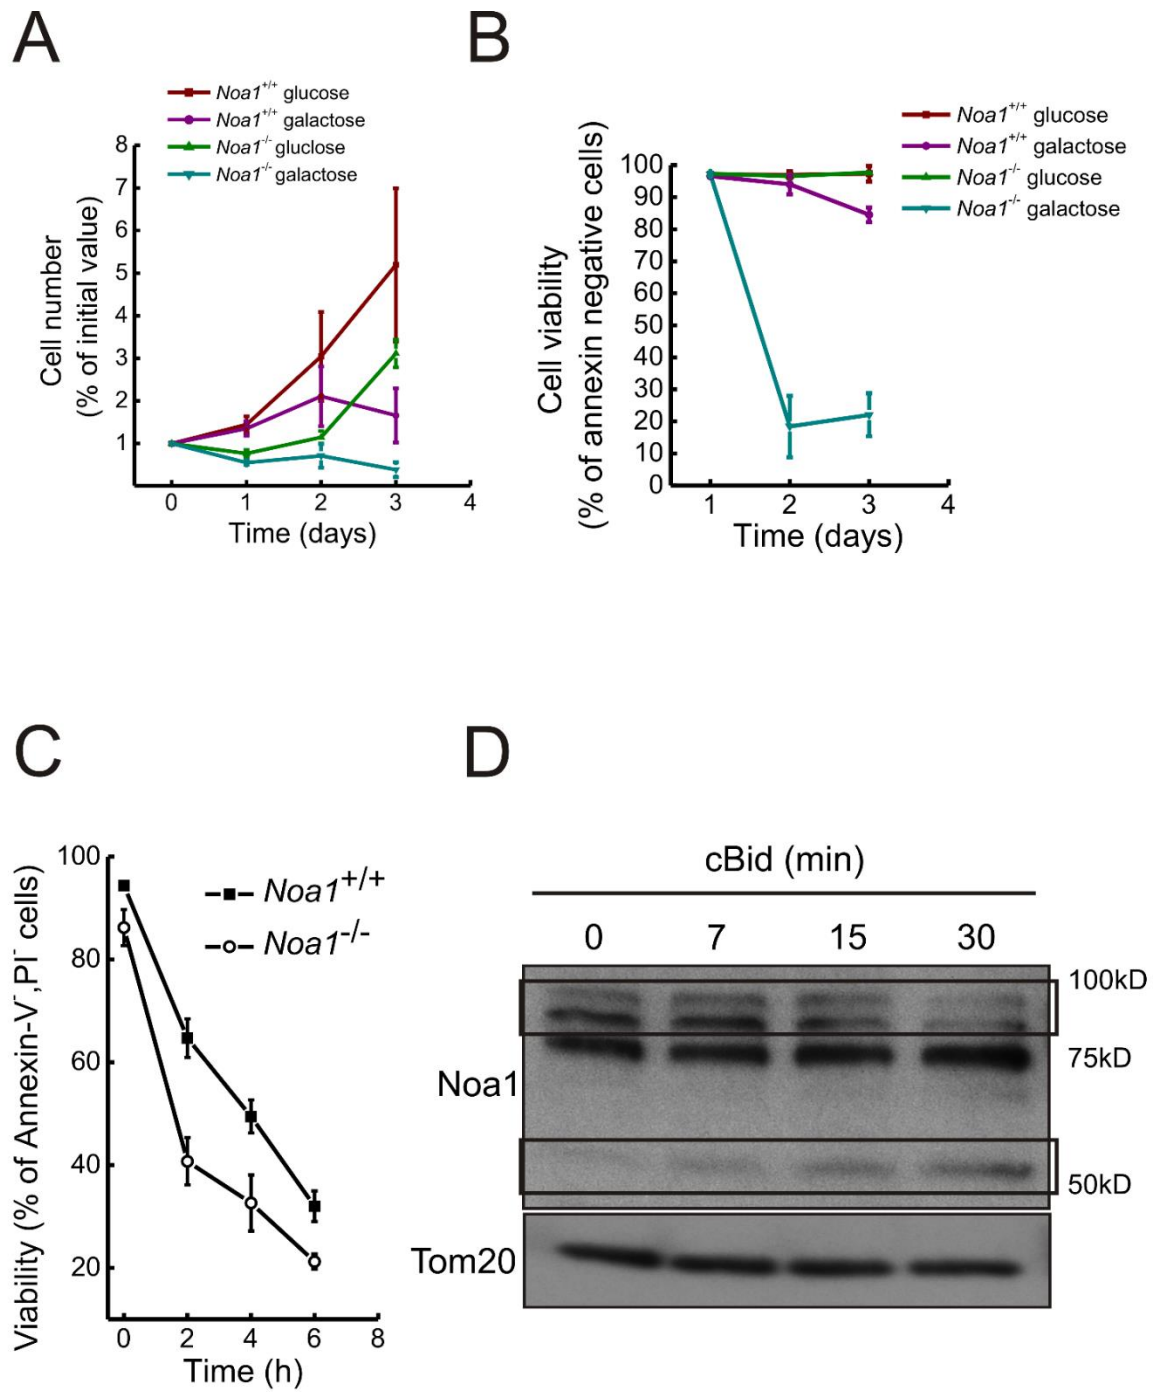 A
Noa1+/+ glucose
Noa1+/+ galactose
Noa1-/- gluclose
Noa1-/- galactose
8
7
6
5
4
3
2
1
Cell number
(% of initial value)
0 1 2 3 4
Time (days)
B
Noa1+/+ glucose
Noa1+/+ galactose
Noa1-/- glucose
Noa1-/- galactose
100
90
80
70
60
50
40
30
20
10
0
Cell viability
(% of annexin negative cells)
1 2 3 4
Time (days)
C
Noa1+/+
Noa1-/-
100
80
60
40
20
Viability (% of Annexin-V-,PI- cells)
0 2 4 6 8
Time (h)
D
cBid (min)
0 7 15 30
100kD
75kD
Noa1
50kD
Tom20